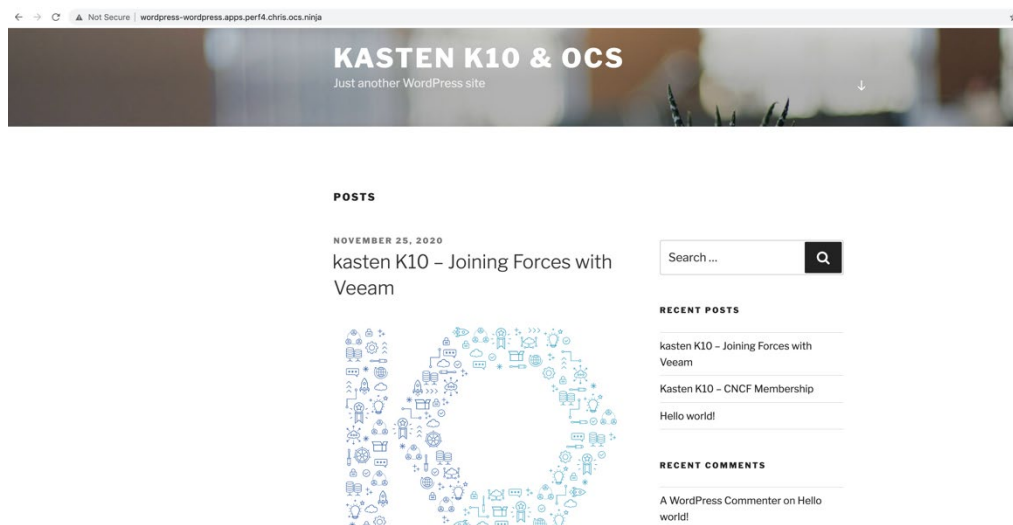 Not Secure | wordpress-wordpress.apps.perf4.chris.ocs.ninja
KASTEN K10 & OCS
Just another WordPress site
POSTS
NOVEMBER 25, 2020
kasten K10 – Joining Forces with
Veeam
Search …
RECENT POSTS
kasten K10 – Joining Forces with
Veeam
Kasten K10 – CNCF Membership
Hello world!
RECENT COMMENTS
A WordPress Commenter on Hello
world!